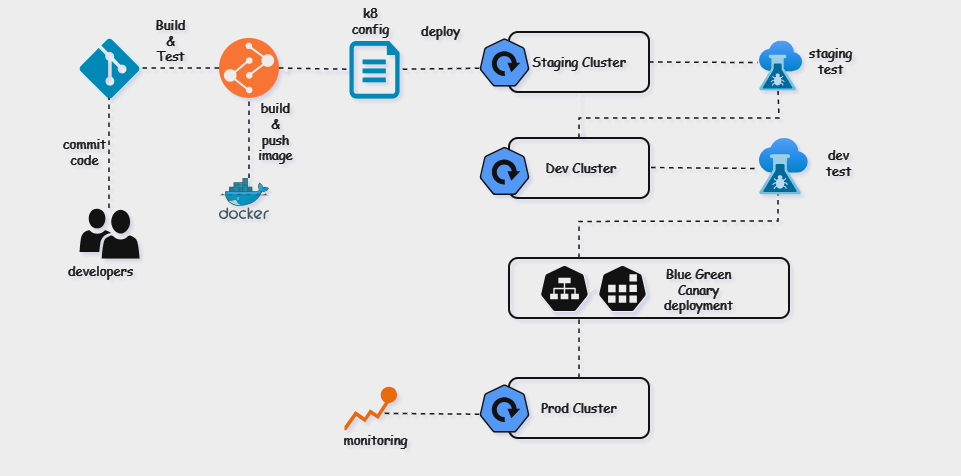 Build
&
Test
k8
config
deploy
Staging Cluster
staging
test
build
&
push
image
commit
code
Dev Cluster
dev
test
docker
developers
Blue Green
Canary
deployment
Prod Cluster
monitoring